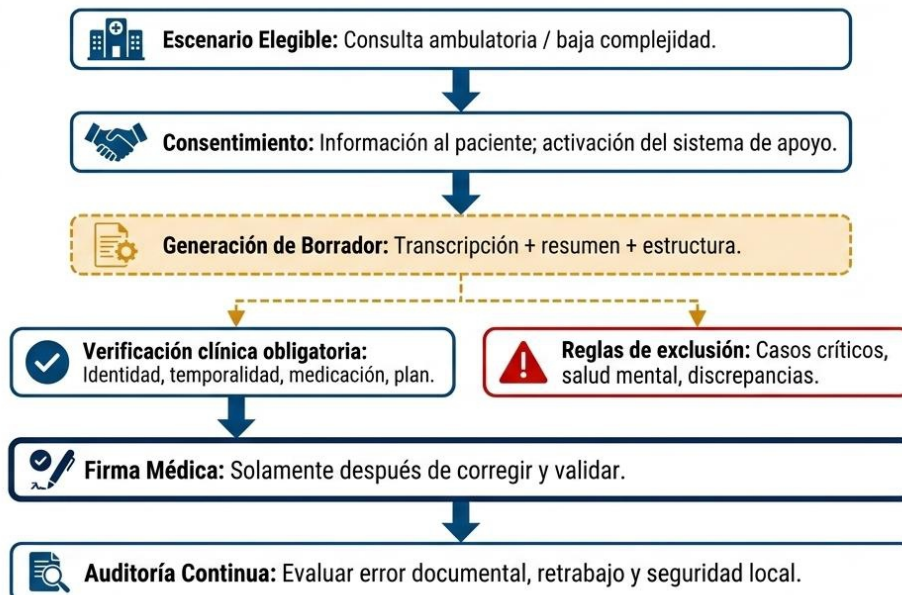 Escenario Elegible: Consulta ambulatoria / baja complejidad.
Consentimiento: Información al paciente; activación del sistema de apoyo.
Generación de Borrador: Transcripción + resumen + estructura.
Verificación clínica obligatoria:
Identidad, temporalidad, medicación, plan.
Reglas de exclusión: Casos críticos,
salud mental, discrepancias.
Firma Médica: Solamente después de corregir y validar.
Auditoría Continua: Evaluar error documental, retrabajo y seguridad local.